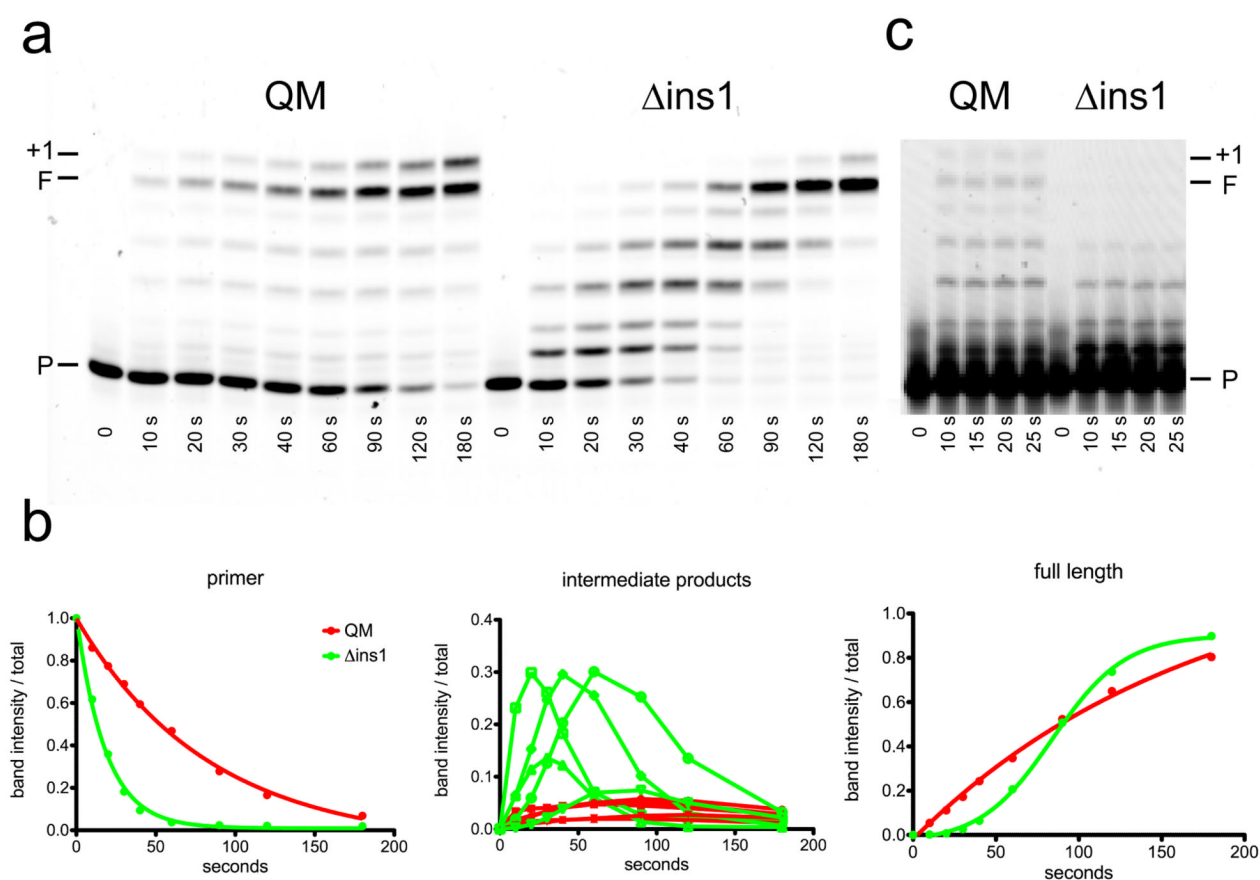 a
QM
Δins1
+1
F
P
0
10 s
20 s
30 s
40 s
60 s
90 s
120 s
180 s
0
10 s
20 s
30 s
40 s
60 s
90 s
120 s
180 s
c
QM
Δins1
+1
F
P
0
10 s
15 s
20 s
25 s
0
10 s
15 s
20 s
25 s
b
primer
band intensity / total
1.0
0.8
0.6
0.4
0.2
0.0
QM
Δins1
0
50
100
150
200
seconds
intermediate products
band intensity / total
0.4
0.3
0.2
0.1
0.0
0
50
100
150
200
seconds
full length
band intensity / total
1.0
0.8
0.6
0.4
0.2
0.0
0
50
100
150
200
seconds